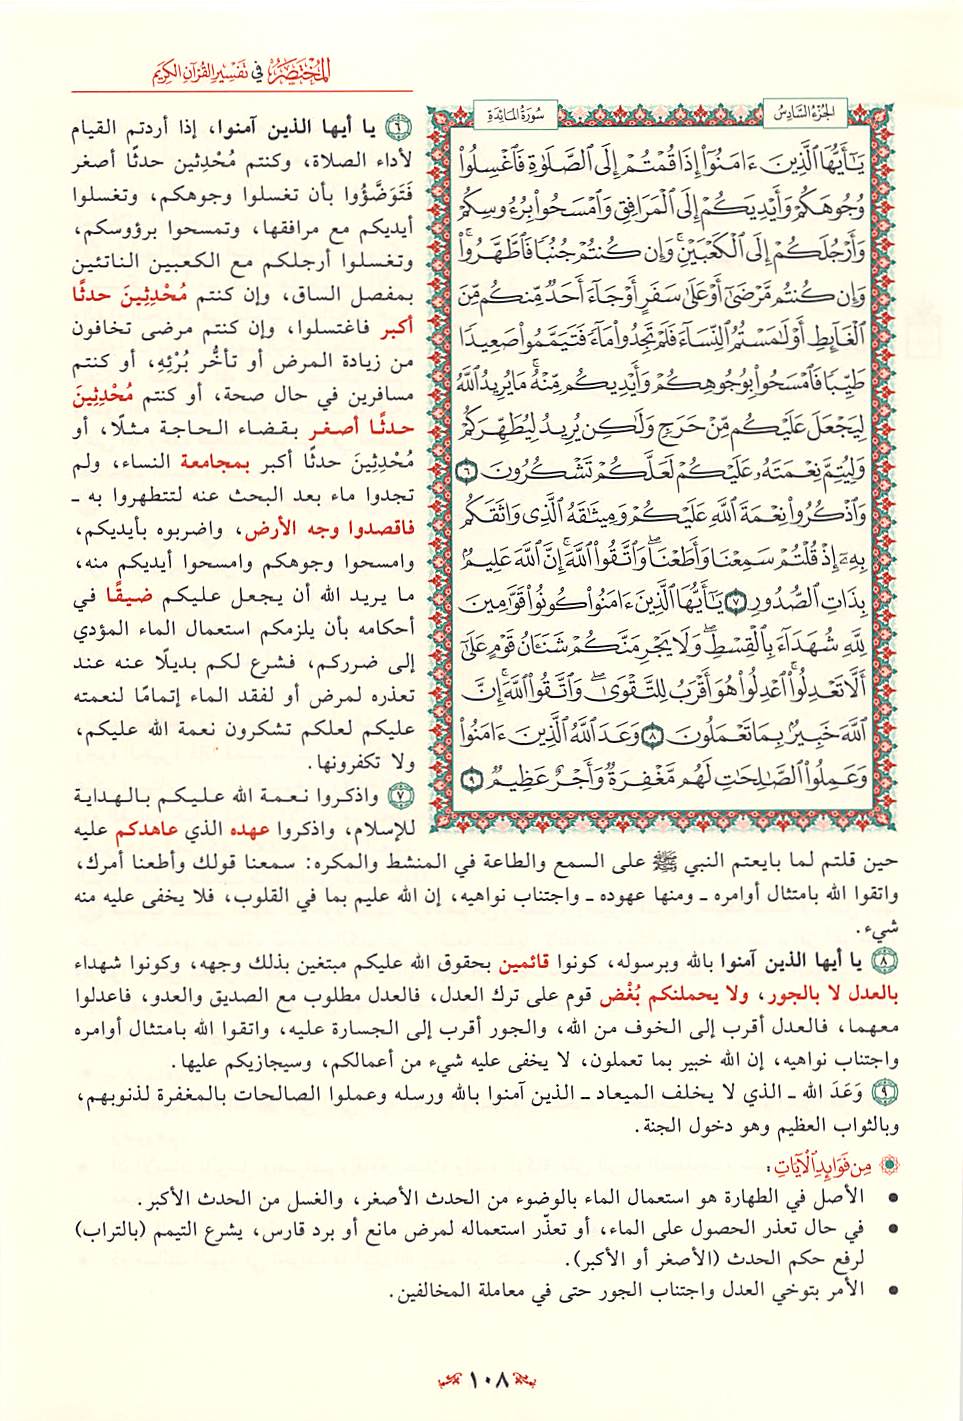 المختصر في تفسير القرآن الكريم
الجزء السادس
سورة المائدة
يَٰٓأَيُّهَا ٱلَّذِينَ ءَامَنُوٓاْ إِذَا قُمۡتُمۡ إِلَى ٱلصَّلَوٰةِ فَٱغۡسِلُواْ
وُجُوهَكُمۡ وَأَيۡدِيَكُمۡ إِلَى ٱلۡمَرَافِقِ وَٱمۡسَحُواْ بِرُءُوسِكُمۡ
وَأَرۡجُلَكُمۡ إِلَى ٱلۡكَعۡبَيۡنِۚ وَإِن كُنتُمۡ جُنُبٗا فَٱطَّهَّرُواْۚ
وَإِن كُنتُم مَّرۡضَىٰٓ أَوۡ عَلَىٰ سَفَرٍ أَوۡ جَآءَ أَحَدٞ مِّنكُم مِّنَ
ٱلۡغَآئِطِ أَوۡ لَٰمَسۡتُمُ ٱلنِّسَآءَ فَلَمۡ تَجِدُواْ مَآءٗ فَتَيَمَّمُواْ صَعِيدٗا
طَيِّبٗا فَٱمۡسَحُواْ بِوُجُوهِكُمۡ وَأَيۡدِيكُم مِّنۡهُۚ مَا يُرِيدُ ٱللَّهُ
لِيَجۡعَلَ عَلَيۡكُم مِّنۡ حَرَجٖ وَلَٰكِن يُرِيدُ لِيُطَهِّرَكُمۡ
وَلِيُتِمَّ نِعۡمَتَهُۥ عَلَيۡكُمۡ لَعَلَّكُمۡ تَشۡكُرُونَ ٦
وَٱذۡكُرُواْ نِعۡمَةَ ٱللَّهِ عَلَيۡكُمۡ وَمِيثَٰقَهُ ٱلَّذِي وَاثَقَكُم
بِهِۦٓ إِذۡ قُلۡتُمۡ سَمِعۡنَا وَأَطَعۡنَاۖ وَٱتَّقُواْ ٱللَّهَۚ إِنَّ ٱللَّهَ عَلِيمُۢ
بِذَاتِ ٱلصُّدُورِ ٧ يَٰٓأَيُّهَا ٱلَّذِينَ ءَامَنُواْ كُونُواْ قَوَّٰمِينَ
لِلَّهِ شُهَدَآءَ بِٱلۡقِسۡطِۖ وَلَا يَجۡرِمَنَّكُمۡ شَنَـَٔانُ قَوۡمٍ عَلَىٰٓ
أَلَّا تَعۡدِلُواْۚ ٱعۡدِلُواْ هُوَ أَقۡرَبُ لِلتَّقۡوَىٰۖ وَٱتَّقُواْ ٱللَّهَۚ إِنَّ
ٱللَّهَ خَبِيرُۢ بِمَا تَعۡمَلُونَ ٨ وَعَدَ ٱللَّهُ ٱلَّذِينَ ءَامَنُواْ
وَعَمِلُواْ ٱلصَّٰلِحَٰتِ لَهُم مَّغۡفِرَةٞ وَأَجۡرٌ عَظِيمٞ ٩
٦ يا أيها الذين آمنوا، إذا أردتم القيام
لأداء الصلاة، وكنتم مُحْدِثين حدثًا أصغر
فَتَوَضَّؤُوا بأن تغسلوا وجوهكم، وتغسلوا
أيديكم مع مرافقها، وتمسحوا برؤوسكم،
وتغسلوا أرجلكم مع الكعبين الناتئين
بمفصل الساق، وإن كنتم مُحْدِثِينَ حدثًا
أكبر فاغتسلوا، وإن كنتم مرضى تخافون
من زيادة المرض أو تأخُّر بُرْئِهِ، أو كنتم
مسافرين في حال صحة، أو كنتم مُحْدِثِينَ
حدثًا أصغر بقضاء الحاجة مثلًا، أو
مُحْدِثِينَ حدثًا أكبر بمجامعة النساء، ولم
تجدوا ماء بعد البحث عنه لتتطهروا به ـ
فاقصدوا وجه الأرض، واضربوه بأيديكم،
وامسحوا وجوهكم وامسحوا أيديكم منه،
ما يريد الله أن يجعل عليكم ضيقًا في
أحكامه بأن يلزمكم استعمال الماء المؤدي
إلى ضرركم، فشرع لكم بديلًا عنه عند
تعذره لمرض أو لفقد الماء إتمامًا لنعمته
عليكم لعلكم تشكرون نعمة الله عليكم،
ولا تكفرونها.
٧ واذكروا نعمة الله عليكم بالهداية
للإسلام، واذكروا عهده الذي عاهدكم عليه
حين قلتم لما بايعتم النبي ﷺ على السمع والطاعة في المنشط والمكره: سمعنا قولك وأطعنا أمرك،
واتقوا الله بامتثال أوامره ـ ومنها عهوده ـ واجتناب نواهيه، إن الله عليم بما في القلوب، فلا يخفى عليه منه
شيء.
٨ يا أيها الذين آمنوا بالله وبرسوله، كونوا قائمين بحقوق الله عليكم مبتغين بذلك وجهه، وكونوا شهداء
بالعدل لا بالجور، ولا يحملنكم بُغْض قوم على ترك العدل، فالعدل مطلوب مع الصديق والعدو، فاعدلوا
معهما، فالعدل أقرب إلى الخوف من الله، والجور أقرب إلى الجسارة عليه، واتقوا الله بامتثال أوامره
واجتناب نواهيه، إن الله خبير بما تعملون، لا يخفى عليه شيء من أعمالكم، وسيجازيكم عليها.
٩ وَعَدَ الله ـ الذي لا يخلف الميعاد ـ الذين آمنوا بالله ورسله وعملوا الصالحات بالمغفرة لذنوبهم،
وبالثواب العظيم وهو دخول الجنة.
من فوائد الآيات:
• الأصل في الطهارة هو استعمال الماء بالوضوء من الحدث الأصغر، والغسل من الحدث الأكبر.
• في حال تعذر الحصول على الماء، أو تعذّر استعماله لمرض مانع أو برد قارس، يشرع التيمم (بالتراب)
لرفع حكم الحدث (الأصغر أو الأكبر).
• الأمر بتوخي العدل واجتناب الجور حتى في معاملة المخالفين.
١٠٨